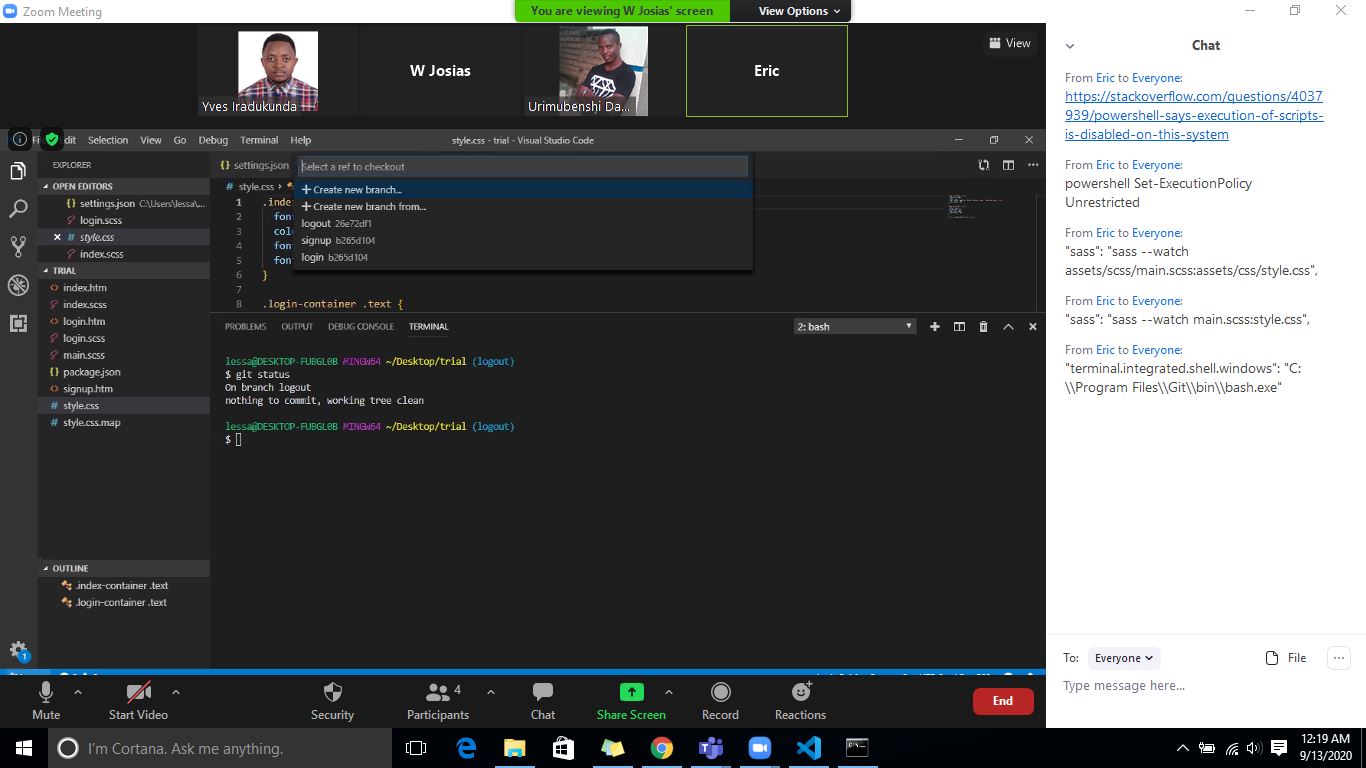 Zoom Meeting
You are viewing W Josias' screen
View Options
Yves Iradukunda
W Josias
Urimubenshi Da...
Eric
View
Selection View Go Debug Terminal Help
style.css - trial - Visual Studio Code
EXPLORER
OPEN EDITORS
settings.json C:\Users\lessa\...
login.scss
style.css
index.scss
TRIAL
index.htm
index.scss
login.htm
login.scss
main.scss
package.json
signup.htm
style.css
style.css.map
OUTLINE
.index-container .text
.login-container .text
settings.json
Select a ref to checkout
style.css
Create new branch...
Create new branch from...
logout 26e72df1
signup b265d104
login b265d104
1 .inde
2 fon
3 col
4 fon
5 fon
6 }
7
8 .login-container .text {
PROBLEMS OUTPUT DEBUG CONSOLE TERMINAL
2: bash
lessa@DESKTOP-FUBGL0B MINGW64 ~/Desktop/trial (logout)
$ git status
On branch logout
nothing to commit, working tree clean
lessa@DESKTOP-FUBGL0B MINGW64 ~/Desktop/trial (logout)
$
1
Mute
Start Video
Security
4
Participants
Chat
Share Screen
Record
Reactions
End
Chat
From Eric to Everyone:
https://stackoverflow.com/questions/4037
939/powershell-says-execution-of-scripts-
is-disabled-on-this-system
From Eric to Everyone:
powershell Set-ExecutionPolicy
Unrestricted
From Eric to Everyone:
"sass": "sass --watch
assets/scss/main.scss:assets/css/style.css",
From Eric to Everyone:
"sass": "sass --watch main.scss:style.css",
From Eric to Everyone:
"terminal.integrated.shell.windows": "C:
\\Program Files\\Git\\bin\\bash.exe"
To: Everyone
File
Type message here...
I'm Cortana. Ask me anything.
12:19 AM
9/13/2020